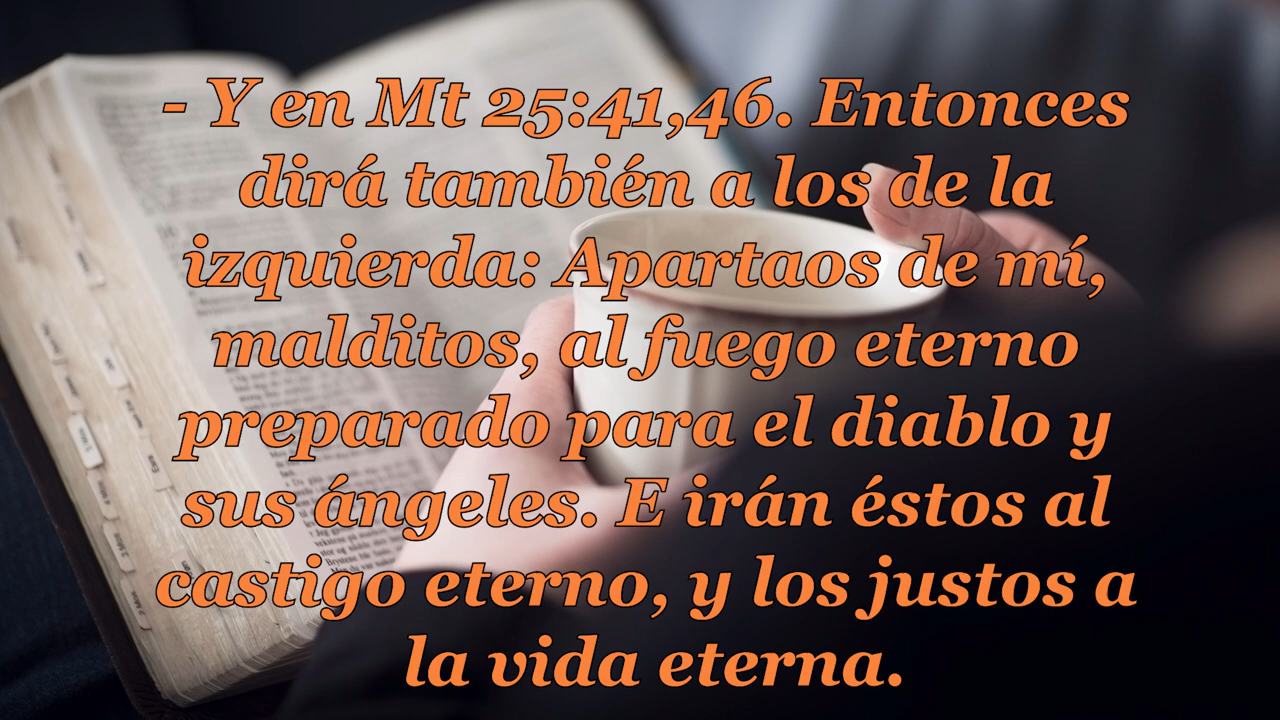 - Y en Mt 25:41,46. Entonces
dirá también a los de la
izquierda: Apartaos de mí,
malditos, al fuego eterno
preparado para el diablo y
sus ángeles. E irán éstos al
castigo eterno, y los justos a
la vida eterna.